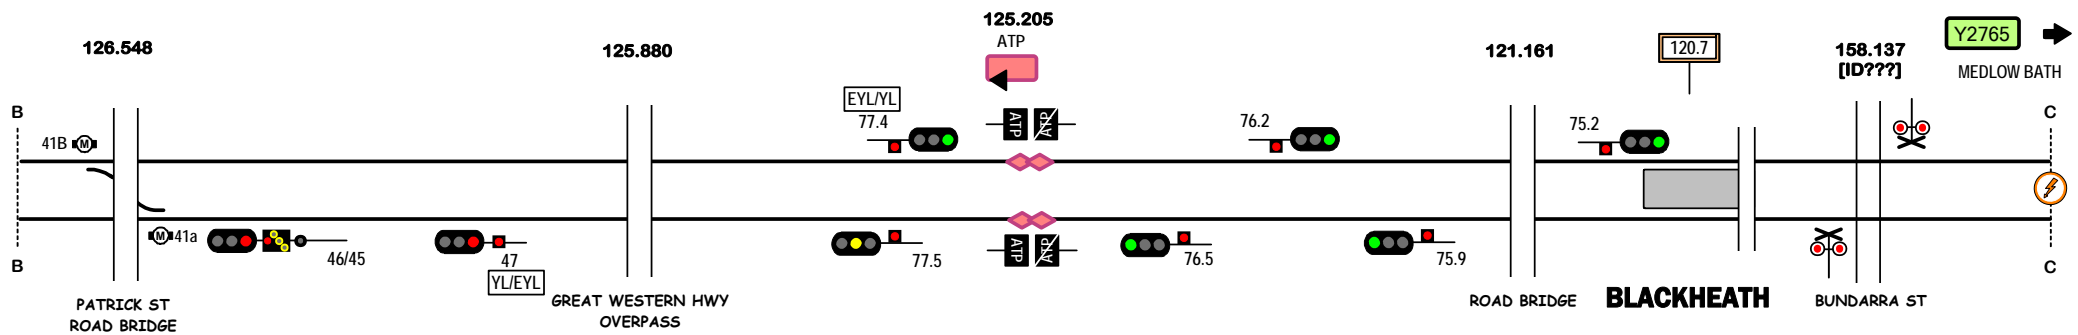 125.205
ATP
126.548
125.880
121.161
120.7
158.137
[ID???]
Y2765
MEDLOW BATH
EYL/YL
77.4
76.2
75.2
B
41B
M
C
ATP
ATP
M
41a
46/45
47
YL/EYL
77.5
ATP
ATP
76.5
75.9
B
C
PATRICK ST
ROAD BRIDGE
GREAT WESTERN HWY
OVERPASS
ROAD BRIDGE
BLACKHEATH
BUNDARRA ST